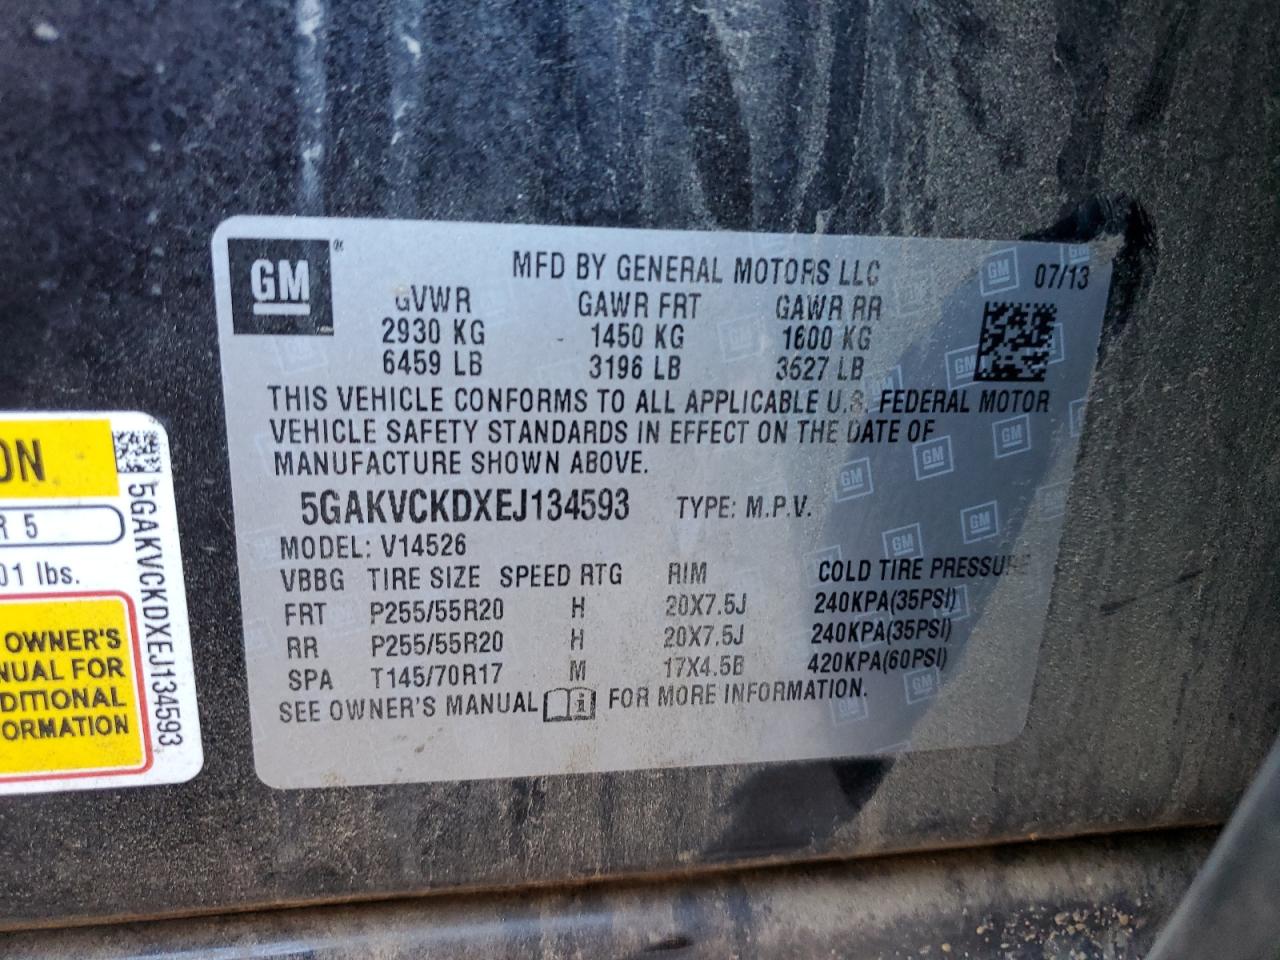 GM ®
MFD BY GENERAL MOTORS LLC 07/13
GVWR GAWR FRT GAWR RR
2930 KG 1450 KG 1600 KG
6459 LB 3196 LB 3527 LB
THIS VEHICLE CONFORMS TO ALL APPLICABLE U.S. FEDERAL MOTOR
VEHICLE SAFETY STANDARDS IN EFFECT ON THE DATE OF
MANUFACTURE SHOWN ABOVE.
5GAKVCKDXEJ134593 TYPE: M.P.V.
MODEL: V14526
VBBG TIRE SIZE SPEED RTG RIM COLD TIRE PRESSURE
FRT P255/55R20 H 20X7.5J 240KPA(35PSI)
RR P255/55R20 H 20X7.5J 240KPA(35PSI)
SPA T145/70R17 M 17X4.5B 420KPA(60PSI)
SEE OWNER'S MANUAL i FOR MORE INFORMATION.
ON
R 5
01 lbs.
OWNER'S
NUAL FOR
DDITIONAL
ORMATION
5GAKVCKDXEJ134593